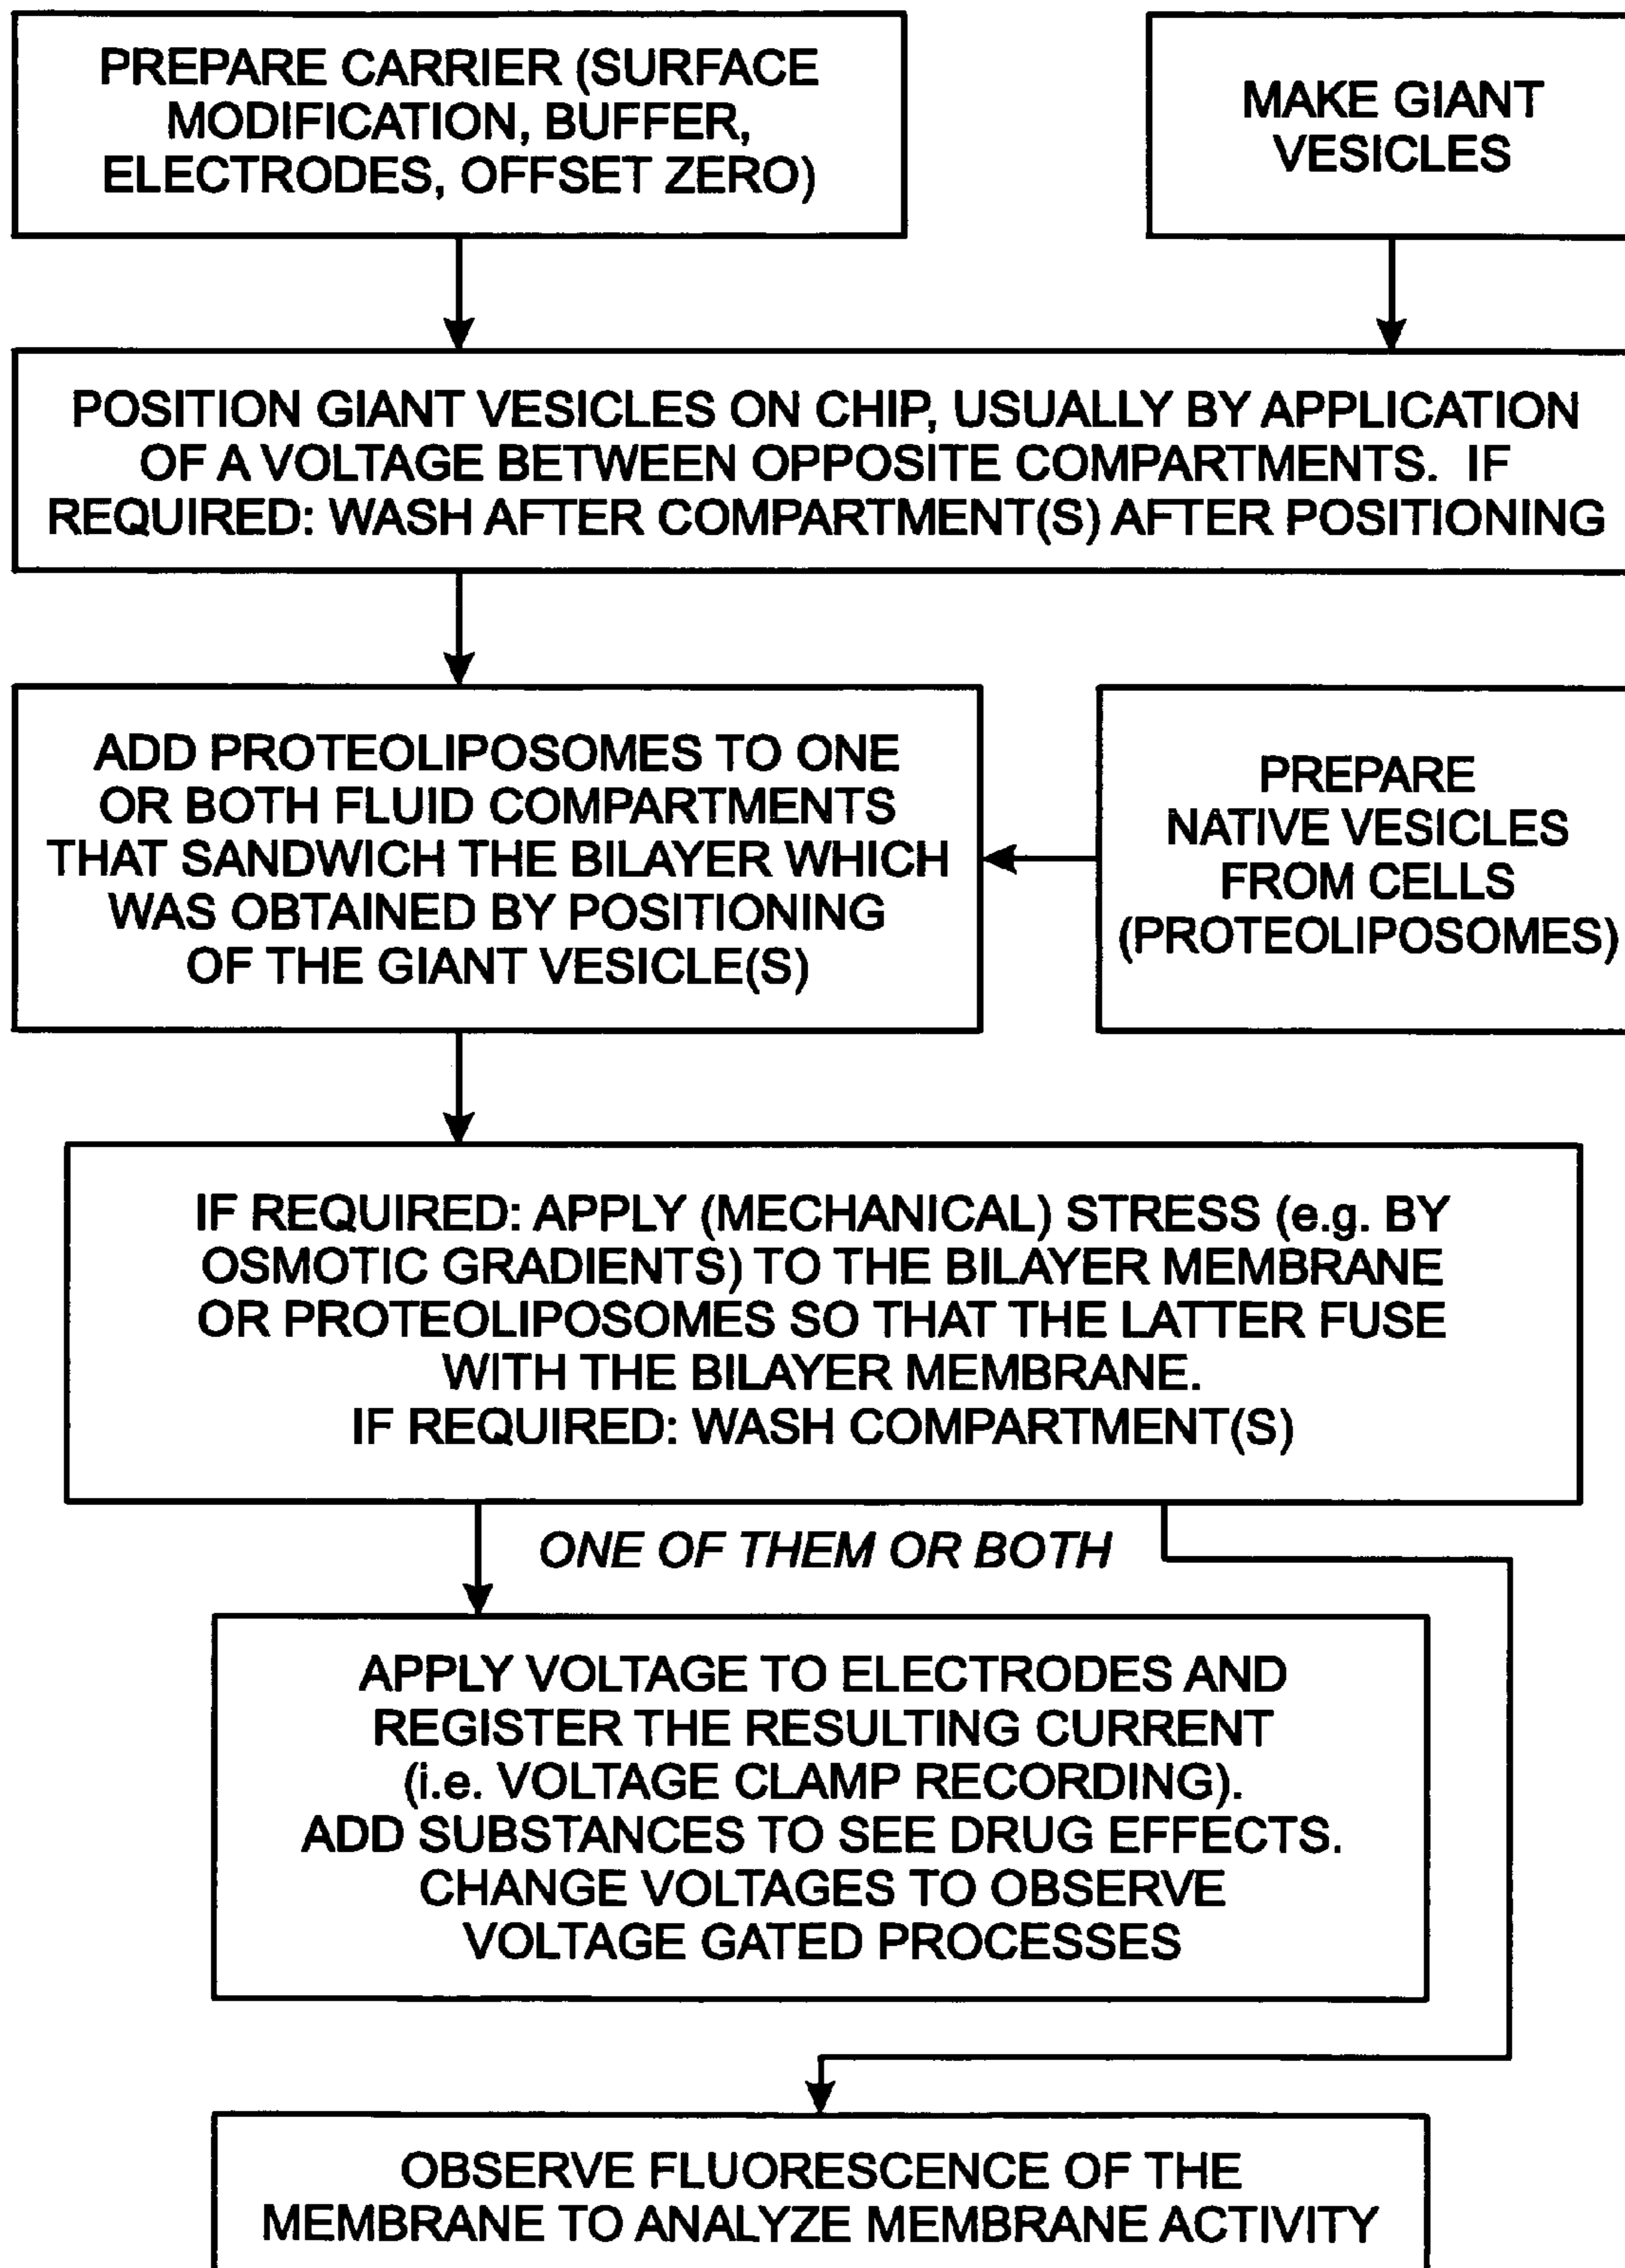 PREPARE CARRIER (SURFACE
MODIFICATION, BUFFER,
ELECTRODES, OFFSET ZERO)
MAKE GIANT
VESICLES
POSITION GIANT VESICLES ON CHIP, USUALLY BY APPLICATION
OF A VOLTAGE BETWEEN OPPOSITE COMPARTMENTS. IF
REQUIRED: WASH AFTER COMPARTMENT(S) AFTER POSITIONING
ADD PROTEOLIPOSOMES TO ONE
OR BOTH FLUID COMPARTMENTS
THAT SANDWICH THE BILAYER WHICH
WAS OBTAINED BY POSITIONING
OF THE GIANT VESICLE(S)
PREPARE
NATIVE VESICLES
FROM CELLS
(PROTEOLIPOSOMES)
IF REQUIRED: APPLY (MECHANICAL) STRESS (e.g. BY
OSMOTIC GRADIENTS) TO THE BILAYER MEMBRANE
OR PROTEOLIPOSOMES SO THAT THE LATTER FUSE
WITH THE BILAYER MEMBRANE.
IF REQUIRED: WASH COMPARTMENT(S)
ONE OF THEM OR BOTH
APPLY VOLTAGE TO ELECTRODES AND
REGISTER THE RESULTING CURRENT
(i.e. VOLTAGE CLAMP RECORDING).
ADD SUBSTANCES TO SEE DRUG EFFECTS.
CHANGE VOLTAGES TO OBSERVE
VOLTAGE GATED PROCESSES
OBSERVE FLUORESCENCE OF THE
MEMBRANE TO ANALYZE MEMBRANE ACTIVITY